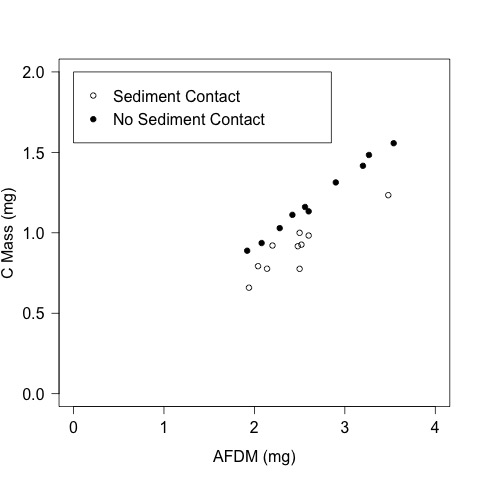 2.0
1.5
1.0
0.5
0.0
C Mass (mg)
Sediment Contact
No Sediment Contact
0 1 2 3 4
AFDM (mg)